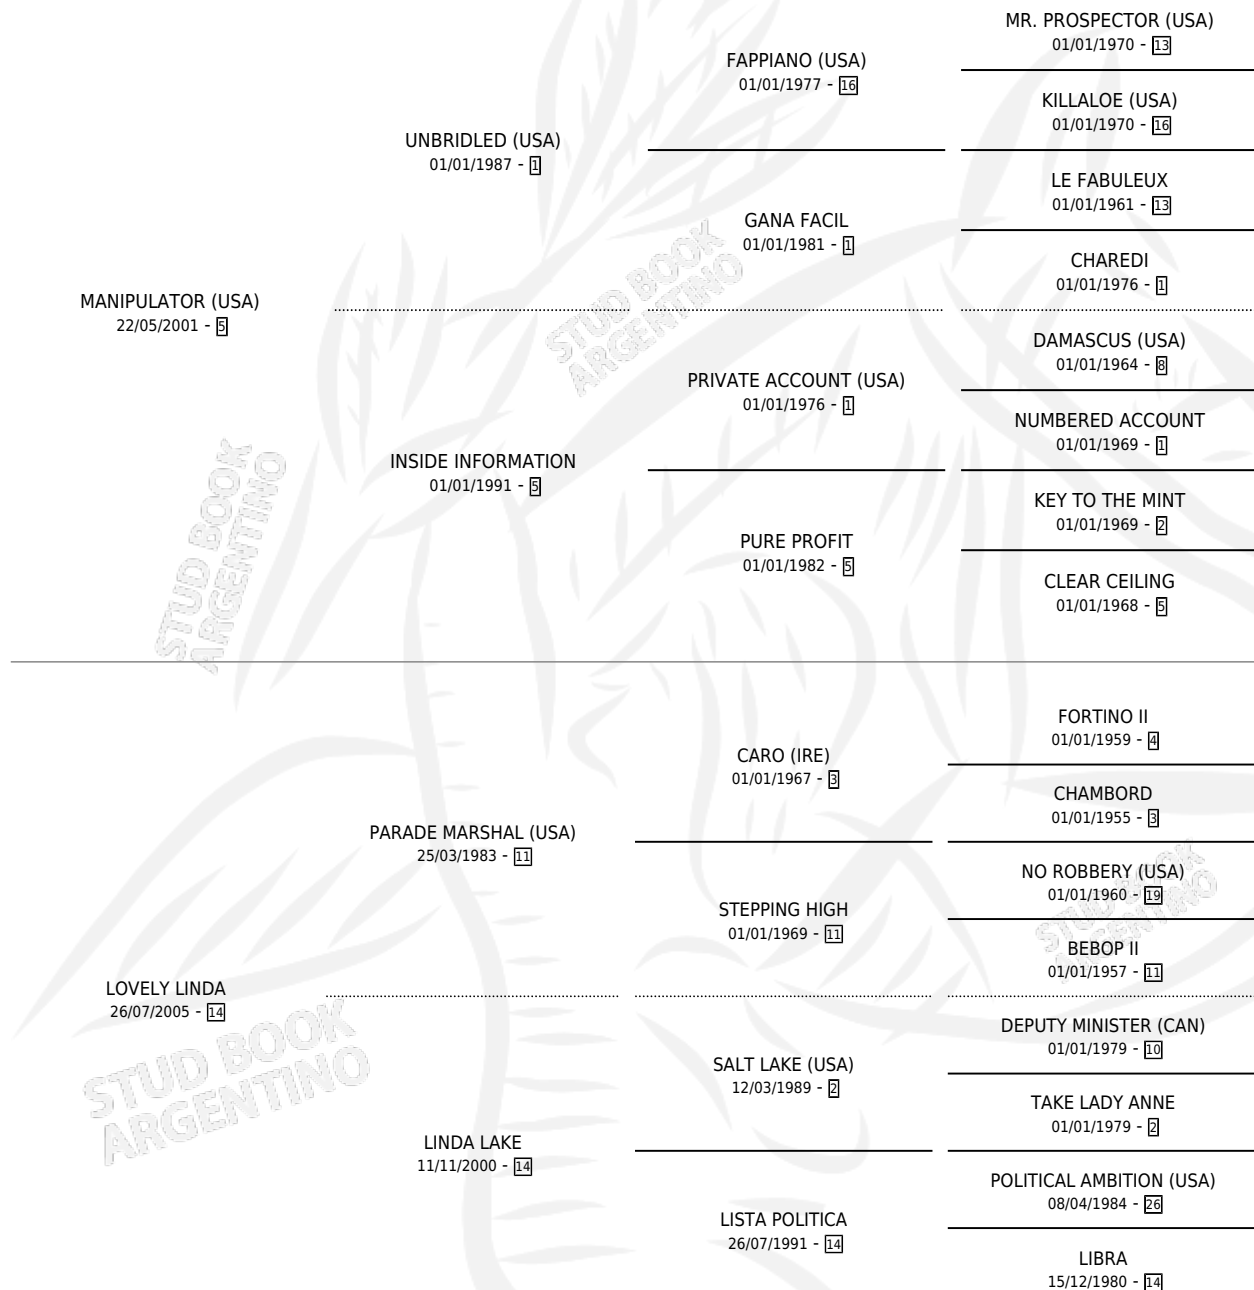 MR. PROSPECTOR (USA)
01/01/1970 - 13
FAPPIANO (USA)
01/01/1977 - 16
KILLALOE (USA)
01/01/1970 - 16
UNBRIDLED (USA)
01/01/1987 - 1
LE FABULEUX
01/01/1961 - 13
GANA FACIL
01/01/1981 - 1
CHAREDI
01/01/1976 - 1
MANIPULATOR (USA)
22/05/2001 - 5
DAMASCUS (USA)
01/01/1964 - 8
PRIVATE ACCOUNT (USA)
01/01/1976 - 1
NUMBERED ACCOUNT
01/01/1969 - 1
INSIDE INFORMATION
01/01/1991 - 5
KEY TO THE MINT
01/01/1969 - 2
PURE PROFIT
01/01/1982 - 5
CLEAR CEILING
01/01/1968 - 5
STUD BOOK
ARGENTINO
STUD BOOK
ARGENTINO
FORTINO II
01/01/1959 - 4
CARO (IRE)
01/01/1967 - 3
CHAMBORD
01/01/1955 - 3
PARADE MARSHAL (USA)
25/03/1983 - 11
NO ROBBERY (USA)
01/01/1960 - 19
STEPPING HIGH
01/01/1969 - 11
BEBOP II
01/01/1957 - 11
STUD BOOK
ARGENTINO
LOVELY LINDA
26/07/2005 - 14
DEPUTY MINISTER (CAN)
01/01/1979 - 10
SALT LAKE (USA)
12/03/1989 - 2
TAKE LADY ANNE
01/01/1979 - 2
LINDA LAKE
11/11/2000 - 14
POLITICAL AMBITION (USA)
08/04/1984 - 26
LISTA POLITICA
26/07/1991 - 14
LIBRA
15/12/1980 - 14
STUD BOOK
ARGENTINO